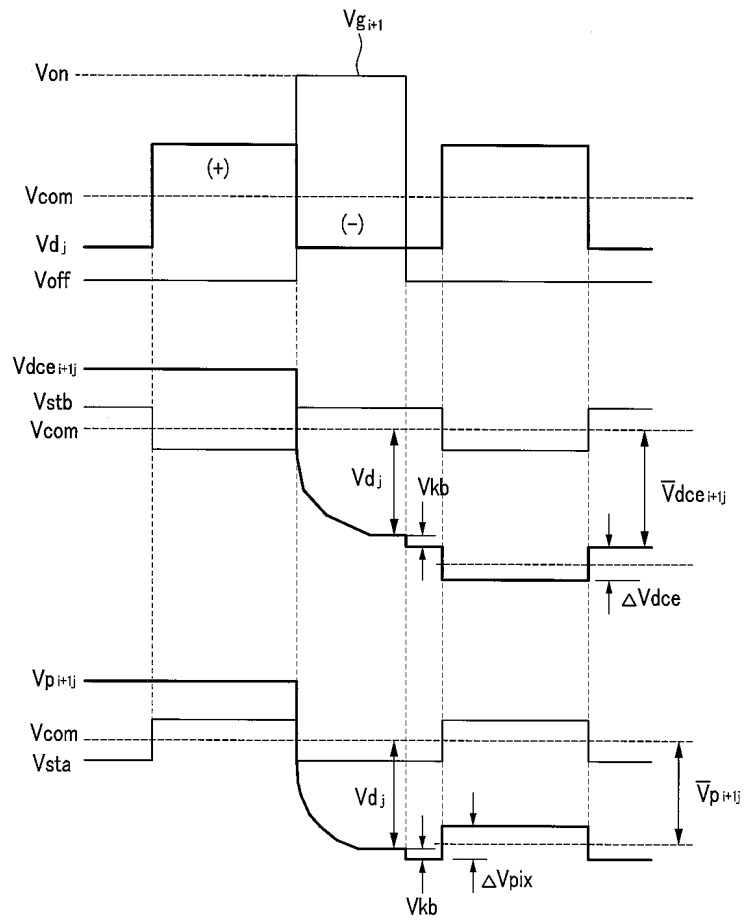 Vg i+1
Von
(+)
Vcom
(-)
Vd j
Voff
Vdce i+1j
Vstb
Vcom
Vd j
Vkb
V̅dce i+1j
△Vdce
Vp i+1j
Vcom
Vsta
Vd j
V̅p i+1j
△Vpix
Vkb